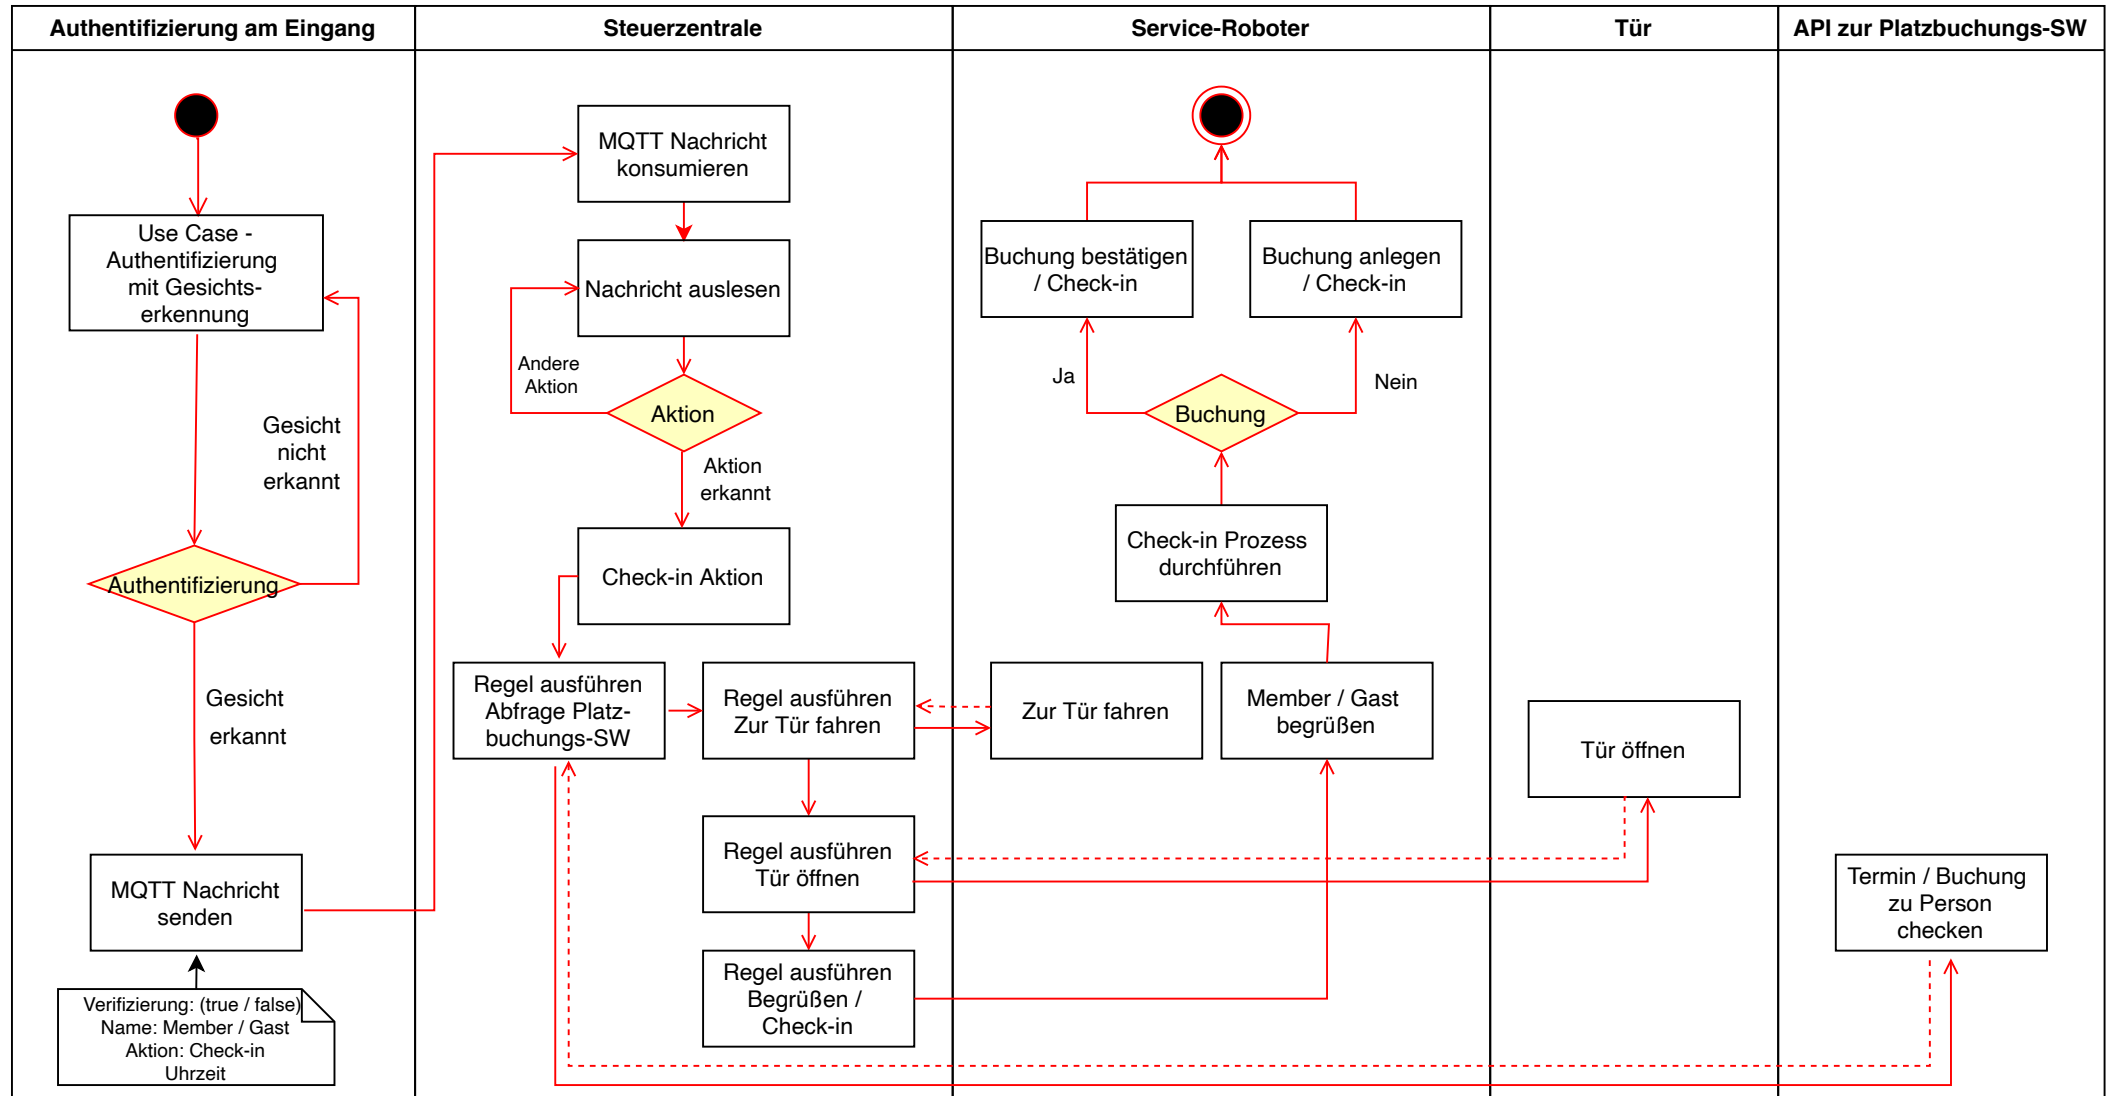 Authentifizierung am Eingang
Steuerzentrale
Service-Roboter
Tür
API zur Platzbuchungs-SW
Use Case -
Authentifizierung
mit Gesichts-
erkennung
Gesicht
nicht
erkannt
Authentifizierung
Gesicht
erkannt
MQTT Nachricht
senden
Verifizierung: (true / false)
Name: Member / Gast
Aktion: Check-in
Uhrzeit
MQTT Nachricht
konsumieren
Nachricht auslesen
Andere
Aktion
Aktion
Aktion
erkannt
Check-in Aktion
Regel ausführen
Abfrage Platz-
buchungs-SW
Regel ausführen
Zur Tür fahren
Regel ausführen
Tür öffnen
Regel ausführen
Begrüßen /
Check-in
Buchung bestätigen
/ Check-in
Buchung anlegen
/ Check-in
Ja
Nein
Buchung
Check-in Prozess
durchführen
Zur Tür fahren
Member / Gast
begrüßen
Tür öffnen
Termin / Buchung
zu Person
checken